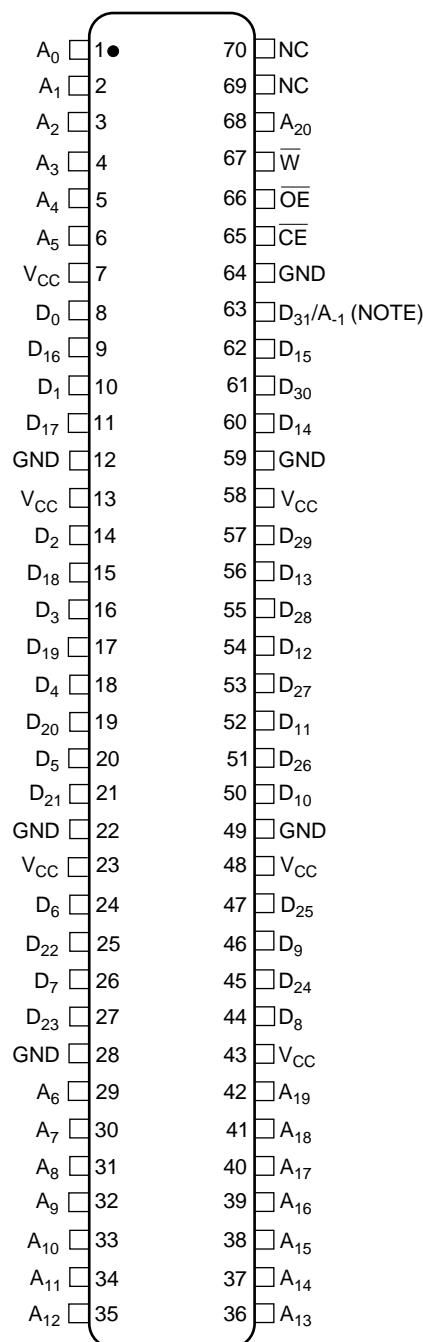 A0 1 70 NC
A1 2 69 NC
A2 3 68 A20
A3 4 67 W̅
A4 5 66 O̅E̅
A5 6 65 C̅E̅
VCC 7 64 GND
D0 8 63 D31/A-1 (NOTE)
D16 9 62 D15
D1 10 61 D30
D17 11 60 D14
GND 12 59 GND
VCC 13 58 VCC
D2 14 57 D29
D18 15 56 D13
D3 16 55 D28
D19 17 54 D12
D4 18 53 D27
D20 19 52 D11
D5 20 51 D26
D21 21 50 D10
GND 22 49 GND
VCC 23 48 VCC
D6 24 47 D25
D22 25 46 D9
D7 26 45 D24
D23 27 44 D8
GND 28 43 VCC
A6 29 42 A19
A7 30 41 A18
A8 31 40 A17
A9 32 39 A16
A10 33 38 A15
A11 34 37 A14
A12 35 36 A13